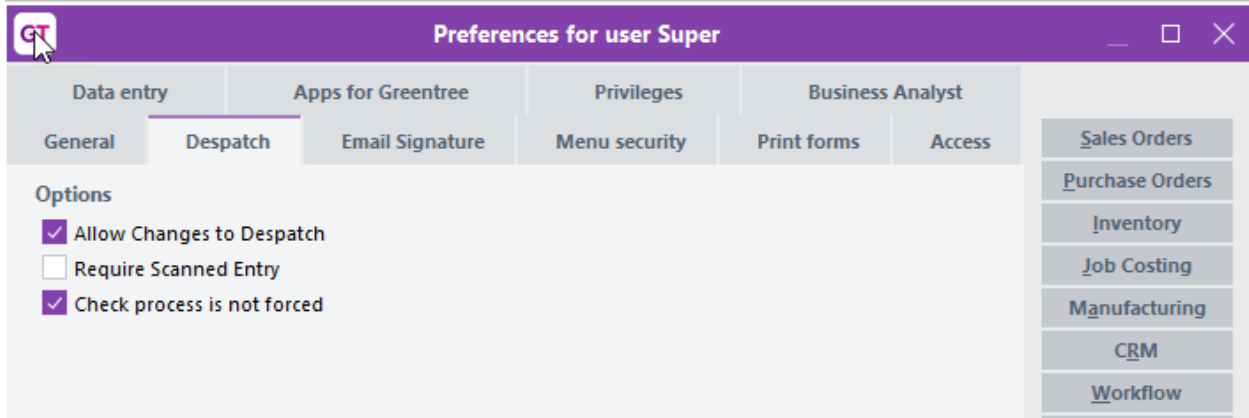 GT
Preferences for user Super
Data entry Apps for Greentree Privileges Business Analyst
General Despatch Email Signature Menu security Print forms Access
Options
Allow Changes to Despatch
Require Scanned Entry
Check process is not forced
Sales Orders
Purchase Orders
Inventory
Job Costing
Manufacturing
CRM
Workflow